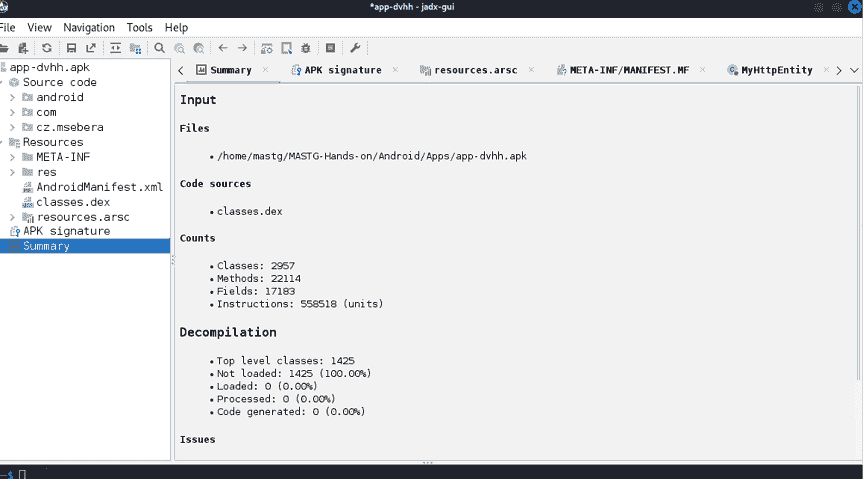 *app-dvhh - jadx-gui
File View Navigation Tools Help
app-dvhh.apk
Source code
android
com
cz.msebera
Resources
META-INF
res
AndroidManifest.xml
classes.dex
resources.arsc
APK signature
Summary
Summary APK signature resources.arsc META-INF/MANIFEST.MF MyHttpEntity
Input
Files
• /home/mastg/MASTG-Hands-on/Android/Apps/app-dvhh.apk
Code sources
• classes.dex
Counts
• Classes: 2957
• Methods: 22114
• Fields: 17183
• Instructions: 558518 (units)
Decompilation
• Top level classes: 1425
• Not loaded: 1425 (100.00%)
• Loaded: 0 (0.00%)
• Processed: 0 (0.00%)
• Code generated: 0 (0.00%)
Issues
~$